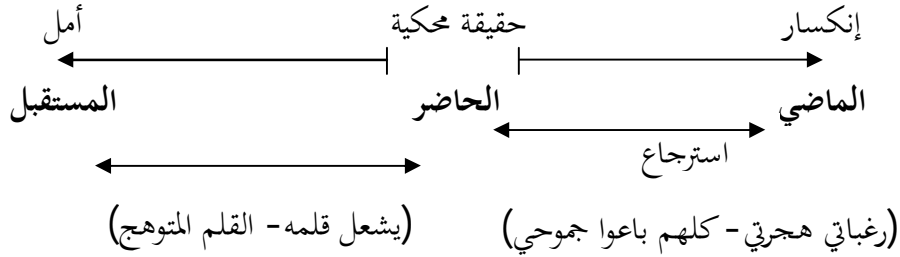 إنكسار حقيقة محكية أمل
الماضي الحاضر المستقبل
استرجاع
(رغباتي هجرتي - كلهم باعوا جموحي) (يشعل قلمه - القلم المتوهج)